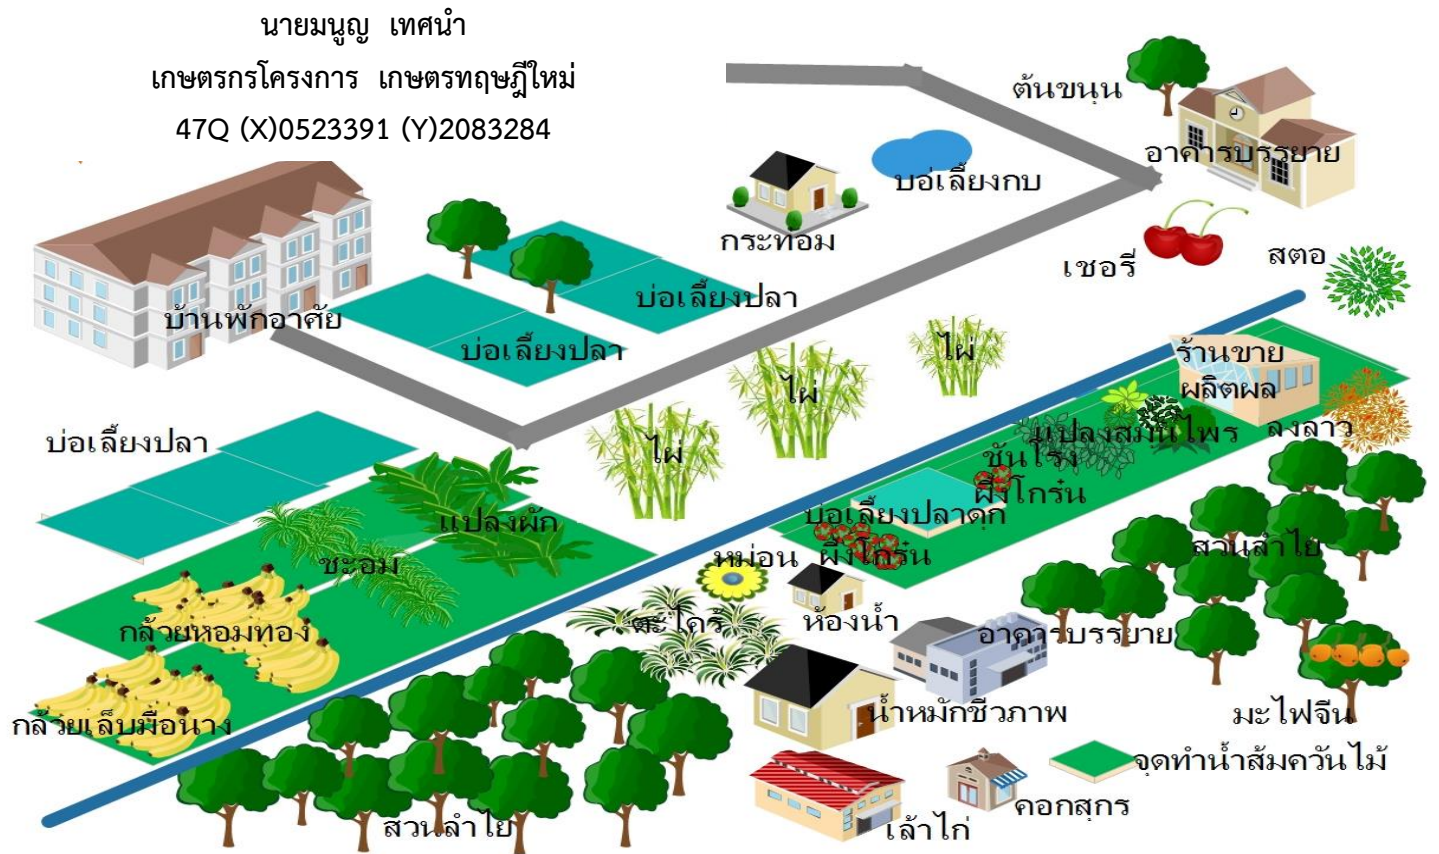 นายมนูญ เทศนำ
เกษตรกรโครงการ เกษตรทฤษฎีใหม่
47Q (X)0523391 (Y)2083284
ต้นขนุน
อาคารบรรยาย
บ่อเลี้ยงกบ
กระท่อม
เชอรี่
สตอ
บ่อเลี้ยงปลา
บ้านพักอาศัย
บ่อเลี้ยงปลา
ไผ่
ร้านขาย
ผลิตผล
ไผ่
แปลงสมุนไพร
ลงลาว
บ่อเลี้ยงปลา
ไผ่
ชันโรง
ผึ้งโกร๋น
บ่อเลี้ยงปลาดุก
แปลงผัก
สวนลำไย
หม่อน
ผึ้งโกร๋น
ชะอม
ตะไคร้
ห้องน้ำ
อาคารบรรยาย
กล้วยหอมทอง
กล้วยเล็บมือนาง
น้ำหมักชีวภาพ
มะไฟจีน
จุดทำน้ำส้มควันไม้
คอกสุกร
สวนลำไย
เล้าไก่